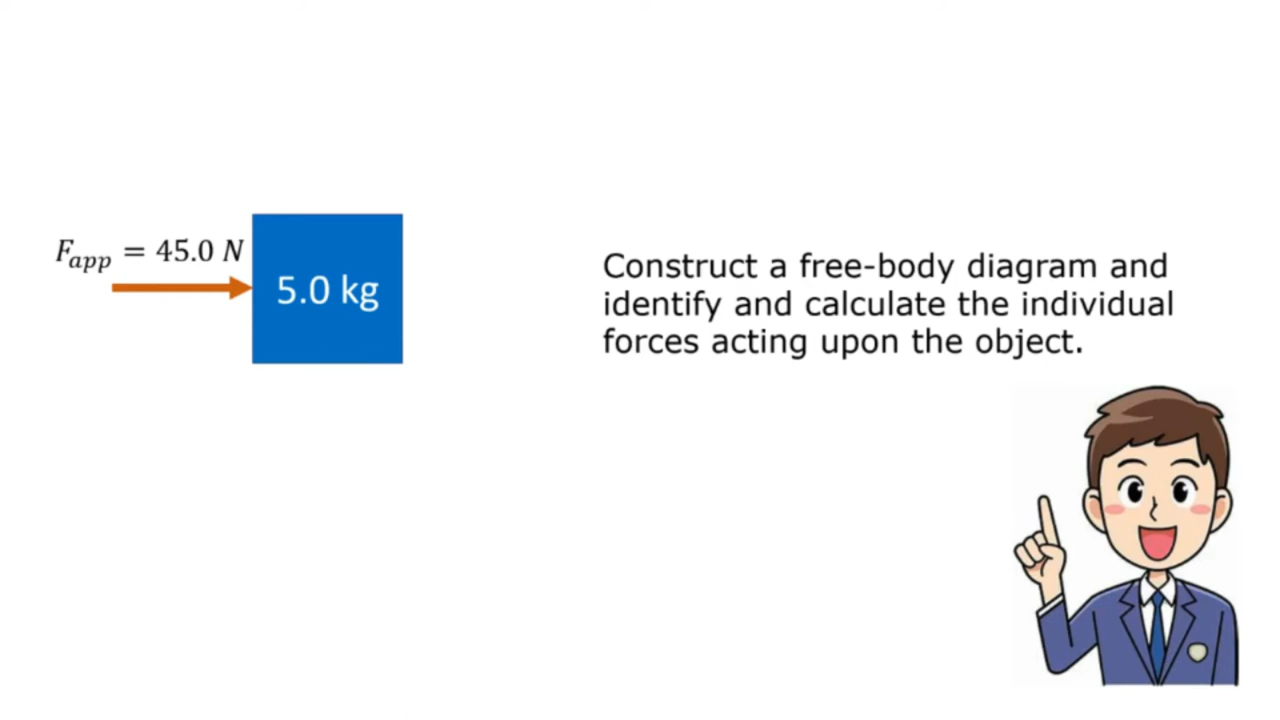 F_app = 45.0 N
5.0 kg
Construct a free-body diagram and
identify and calculate the individual
forces acting upon the object.